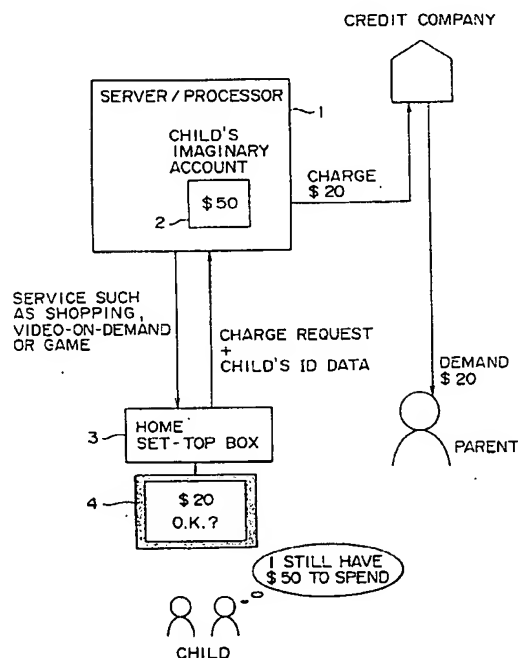 CREDIT COMPANY
SERVER/PROCESSOR
1
CHILD'S
IMAGINARY
ACCOUNT
2
$50
CHARGE
$20
SERVICE SUCH
AS SHOPPING,
VIDEO-ON-DEMAND
OR GAME
CHARGE REQUEST
+
CHILD'S ID DATA
DEMAND
$20
3
HOME
SET-TOP BOX
PARENT
4
$20
O.K.?
I STILL HAVE
$50 TO SPEND
CHILD